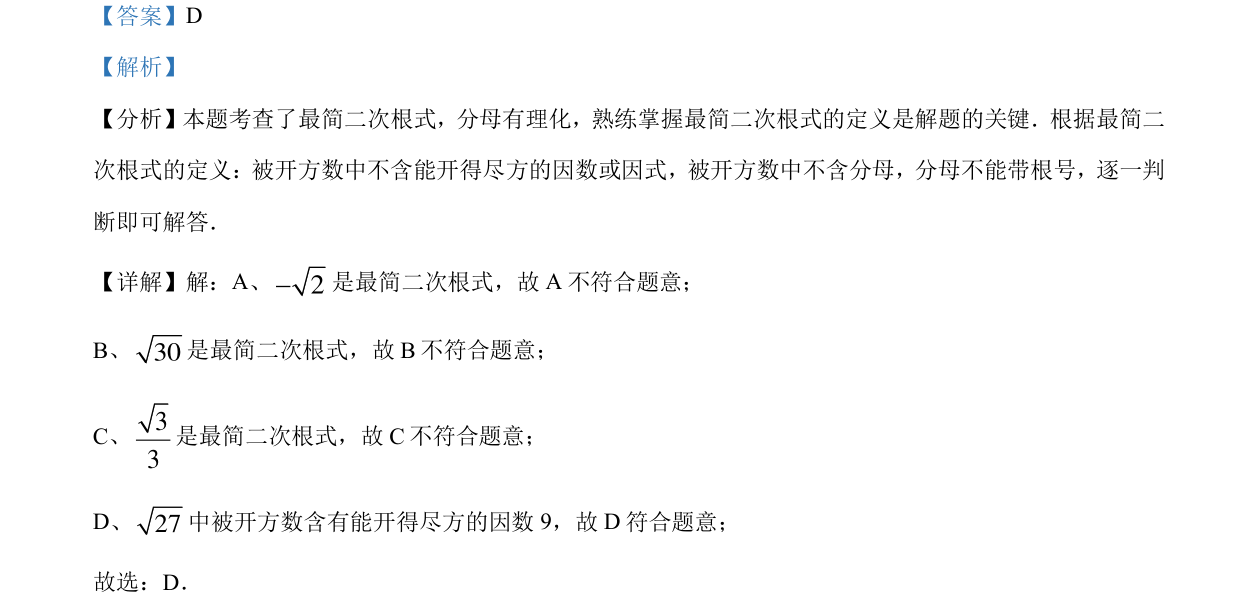 【答案】D
【解析】
【分析】本题考查了最简二次根式，分母有理化，熟练掌握最简二次根式的定义是解题的关键．根据最简二
次根式的定义：被开方数中不含能开得尽方的因数或因式，被开方数中不含分母，分母不能带根号，逐一判
断即可解答．
【详解】解：A、−√2 是最简二次根式，故 A 不符合题意；
B、√30 是最简二次根式，故 B 不符合题意；
C、√3/3 是最简二次根式，故 C 不符合题意；
D、√27 中被开方数含有能开得尽方的因数 9，故 D 符合题意；
故选：D．